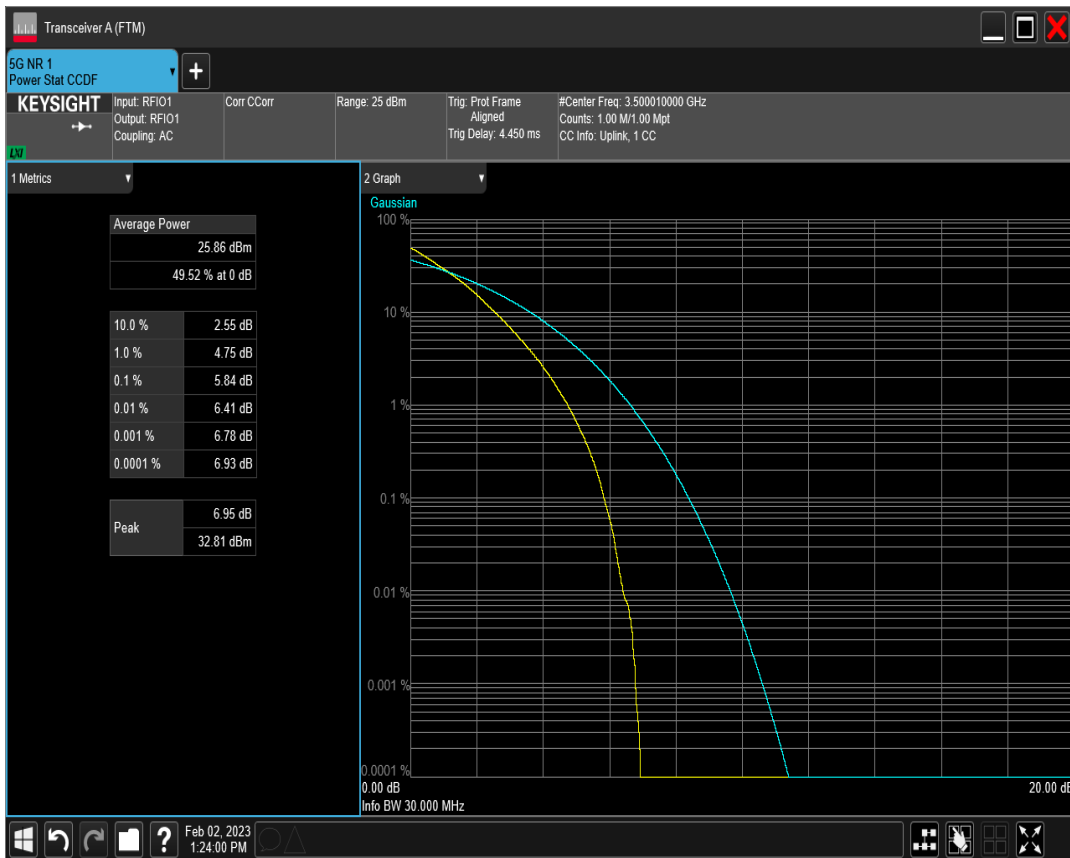 Transceiver A (FTM)
5G NR 1
Power Stat CCDF
+
KEYSIGHT
LXI
Input: RFIO1
Output: RFIO1
Coupling: AC
Corr CCorr
Range: 25 dBm
Trig: Prot Frame
Aligned
Trig Delay: 4.450 ms
#Center Freq: 3.500010000 GHz
Counts: 1.00 M/1.00 Mpt
CC Info: Uplink, 1 CC
1 Metrics
Average Power
25.86 dBm
49.52 % at 0 dB
10.0 % 2.55 dB
1.0 % 4.75 dB
0.1 % 5.84 dB
0.01 % 6.41 dB
0.001 % 6.78 dB
0.0001 % 6.93 dB
Peak
6.95 dB
32.81 dBm
2 Graph
Gaussian
100 %
10 %
1 %
0.1 %
0.01 %
0.001 %
0.0001 %
0.00 dB
20.00 dB
Info BW 30.000 MHz
?
Feb 02, 2023
1:24:00 PM